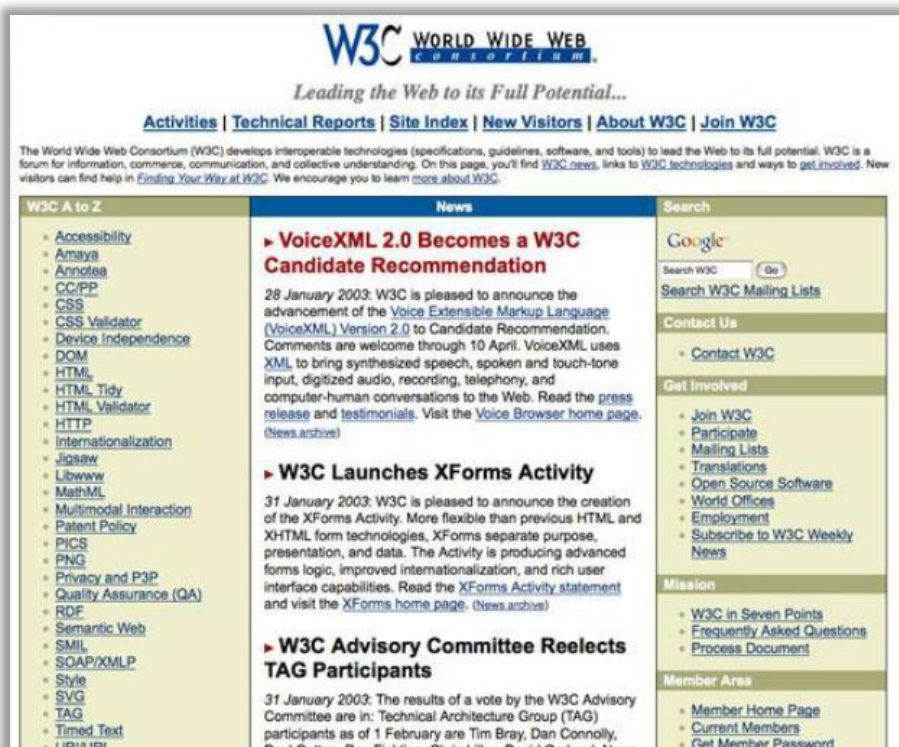 W3C WORLD WIDE WEB
consortium
Leading the Web to its Full Potential...
Activities | Technical Reports | Site Index | New Visitors | About W3C | Join W3C
The World Wide Web Consortium (W3C) develops interoperable technologies (specifications, guidelines, software, and tools) to lead the Web to its full potential. W3C is a
forum for information, commerce, communication, and collective understanding. On this page, you'll find W3C news, links to W3C technologies and ways to get involved. New
visitors can find help in Finding Your Way at W3C. We encourage you to learn more about W3C.
W3C A to Z
Accessibility
Amaya
Annotea
CC/PP
CSS
CSS Validator
Device Independence
DOM
HTML
HTML Tidy
HTML Validator
HTTP
Internationalization
Jigsaw
Libwww
MathML
Multimodal Interaction
Patent Policy
PICS
PNG
Privacy and P3P
Quality Assurance (QA)
RDF
Semantic Web
SMIL
SOAP/XMLP
Style
SVG
TAG
Timed Text
News
VoiceXML 2.0 Becomes a W3C
Candidate Recommendation
28 January 2003: W3C is pleased to announce the
advancement of the Voice Extensible Markup Language
(VoiceXML) Version 2.0 to Candidate Recommendation.
Comments are welcome through 10 April. VoiceXML uses
XML to bring synthesized speech, spoken and touch-tone
input, digitized audio, recording, telephony, and
computer-human conversations to the Web. Read the press
release and testimonials. Visit the Voice Browser home page.
(News archive)
W3C Launches XForms Activity
31 January 2003: W3C is pleased to announce the creation
of the XForms Activity. More flexible than previous HTML and
XHTML form technologies, XForms separate purpose,
presentation, and data. The Activity is producing advanced
forms logic, improved internationalization, and rich user
interface capabilities. Read the XForms Activity statement
and visit the XForms home page. (News archive)
W3C Advisory Committee Reelects
TAG Participants
31 January 2003: The results of a vote by the W3C Advisory
Committee are in: Technical Architecture Group (TAG)
participants as of 1 February are Tim Bray, Dan Connolly,
Search
Google
Search W3C Go
Search W3C Mailing Lists
Contact Us
Contact W3C
Get Involved
Join W3C
Participate
Mailing Lists
Translations
Open Source Software
World Offices
Employment
Subscribe to W3C Weekly
News
Mission
W3C in Seven Points
Frequently Asked Questions
Process Document
Member Area
Member Home Page
Current Members
Get Member Password